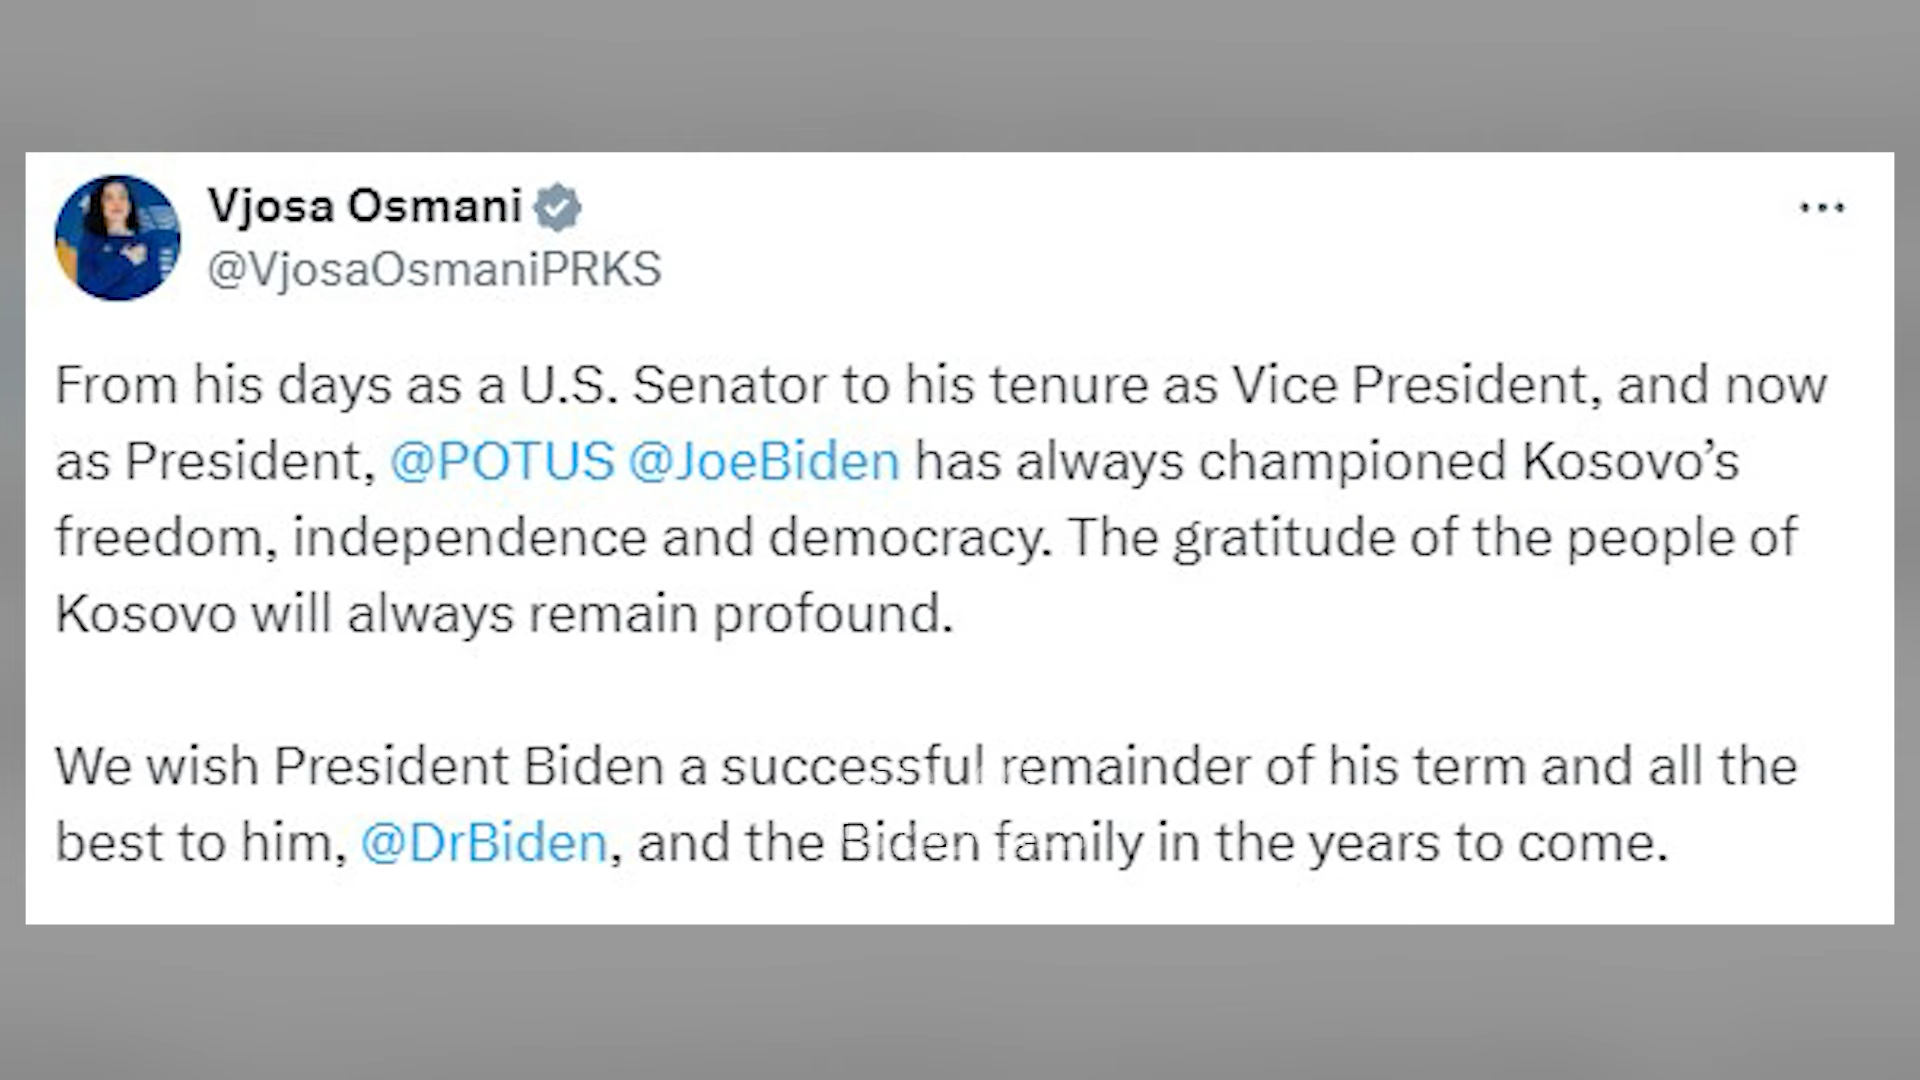 Vjosa Osmani
@VjosaOsmaniPRKS
From his days as a U.S. Senator to his tenure as Vice President, and now
as President, @POTUS @JoeBiden has always championed Kosovo’s
freedom, independence and democracy. The gratitude of the people of
Kosovo will always remain profound.
We wish President Biden a successful remainder of his term and all the
best to him, @DrBiden, and the Biden family in the years to come.